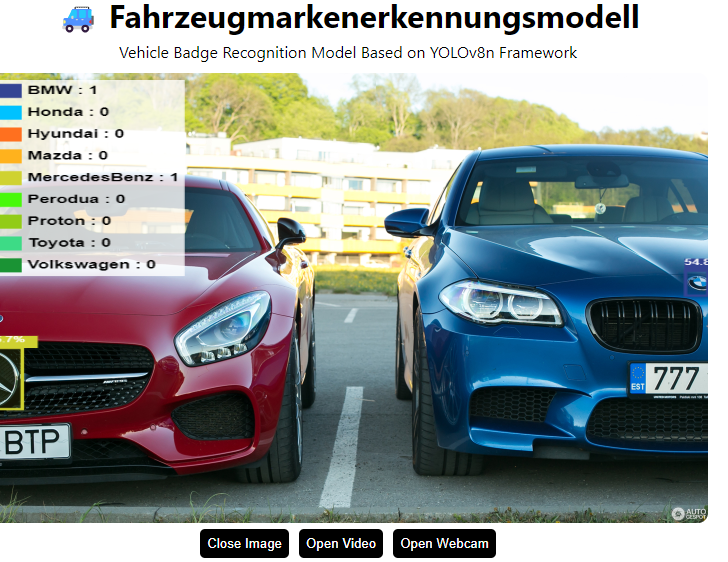 Fahrzeugmarkenerkennungsmodell
Vehicle Badge Recognition Model Based on YOLOv8n Framework
BMW : 1
Honda : 0
Hyundai : 0
Mazda : 0
MercedesBenz : 1
Perodua : 0
Proton : 0
Toyota : 0
Volkswagen : 0
54.8
.7%
AMG
EST 777
BTP
AUTO
GESPOT
Close Image Open Video Open Webcam